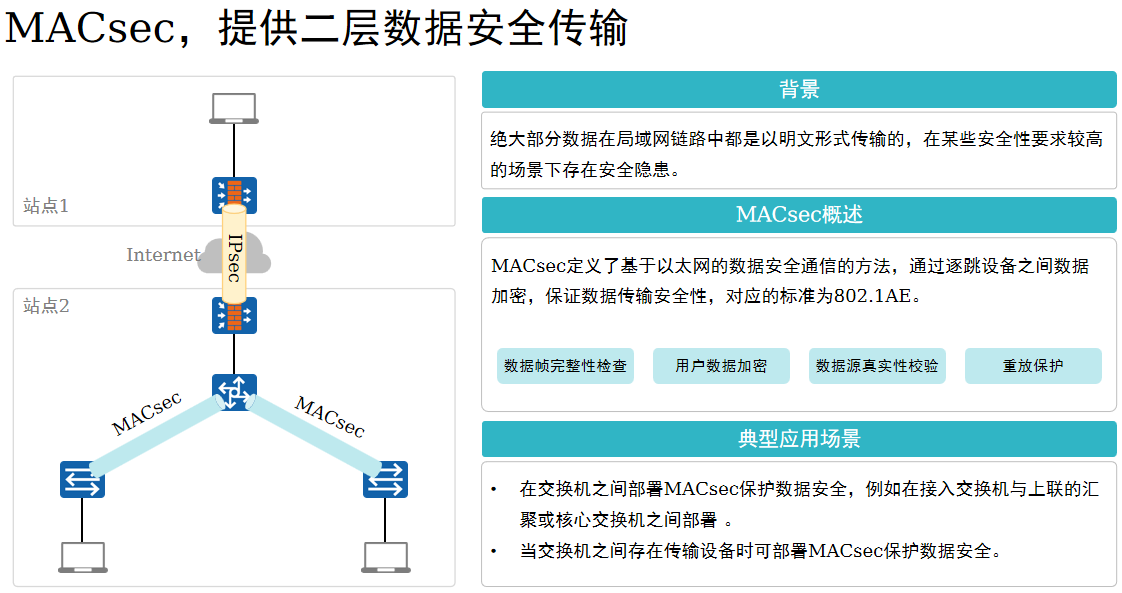 MACsec，提供二层数据安全传输
站点1
Internet
IPsec
站点2
MACsec
MACsec
背景
绝大部分数据在局域网链路中都是以明文形式传输的，在某些安全性要求较高
的场景下存在安全隐患。
MACsec概述
MACsec定义了基于以太网的数据安全通信的方法，通过逐跳设备之间数据
加密，保证数据传输安全性，对应的标准为802.1AE。
数据帧完整性检查
用户数据加密
数据源真实性校验
重放保护
典型应用场景
• 在交换机之间部署MACsec保护数据安全，例如在接入交换机与上联的汇
聚或核心交换机之间部署 。
• 当交换机之间存在传输设备时可部署MACsec保护数据安全。